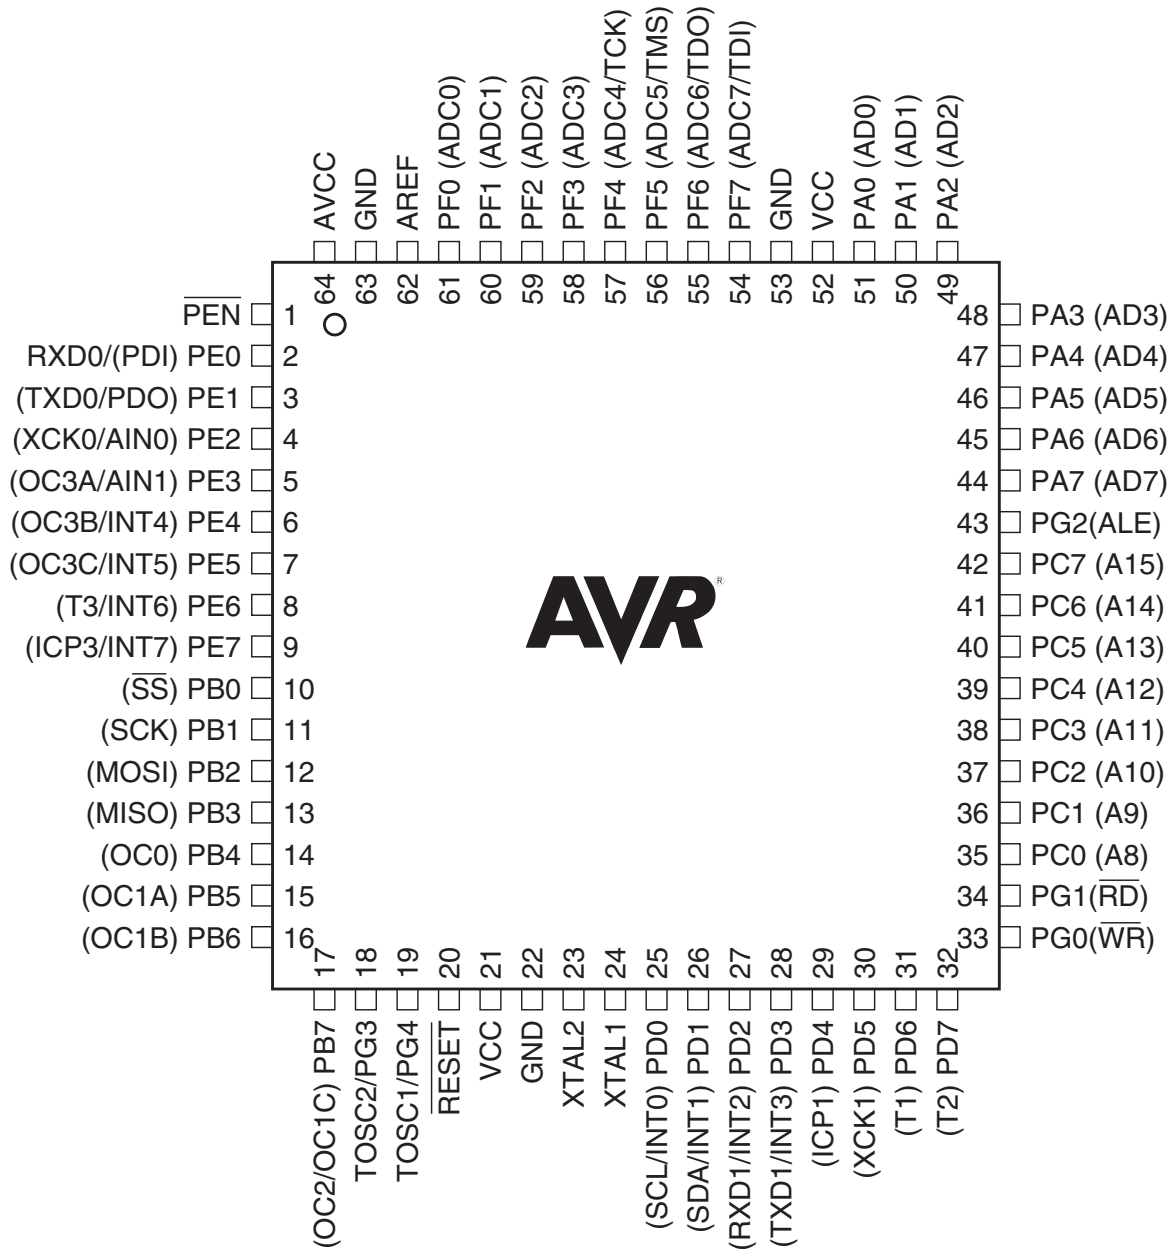 AVCC
GND
AREF
PF0 (ADC0)
PF1 (ADC1)
PF2 (ADC2)
PF3 (ADC3)
PF4 (ADC4/TCK)
PF5 (ADC5/TMS)
PF6 (ADC6/TDO)
PF7 (ADC7/TDI)
GND
VCC
PA0 (AD0)
PA1 (AD1)
PA2 (AD2)
64
63
62
61
60
59
58
57
56
55
54
53
52
51
50
49
PEN 1
RXD0/(PDI) PE0 2
(TXD0/PDO) PE1 3
(XCK0/AIN0) PE2 4
(OC3A/AIN1) PE3 5
(OC3B/INT4) PE4 6
(OC3C/INT5) PE5 7
(T3/INT6) PE6 8
(ICP3/INT7) PE7 9
(SS) PB0 10
(SCK) PB1 11
(MOSI) PB2 12
(MISO) PB3 13
(OC0) PB4 14
(OC1A) PB5 15
(OC1B) PB6 16
AVR®
48 PA3 (AD3)
47 PA4 (AD4)
46 PA5 (AD5)
45 PA6 (AD6)
44 PA7 (AD7)
43 PG2(ALE)
42 PC7 (A15)
41 PC6 (A14)
40 PC5 (A13)
39 PC4 (A12)
38 PC3 (A11)
37 PC2 (A10)
36 PC1 (A9)
35 PC0 (A8)
34 PG1(RD)
33 PG0(WR)
17
18
19
20
21
22
23
24
25
26
27
28
29
30
31
32
(OC2/OC1C) PB7
TOSC2/PG3
TOSC1/PG4
RESET
VCC
GND
XTAL2
XTAL1
(SCL/INT0) PD0
(SDA/INT1) PD1
(RXD1/INT2) PD2
(TXD1/INT3) PD3
(ICP1) PD4
(XCK1) PD5
(T1) PD6
(T2) PD7